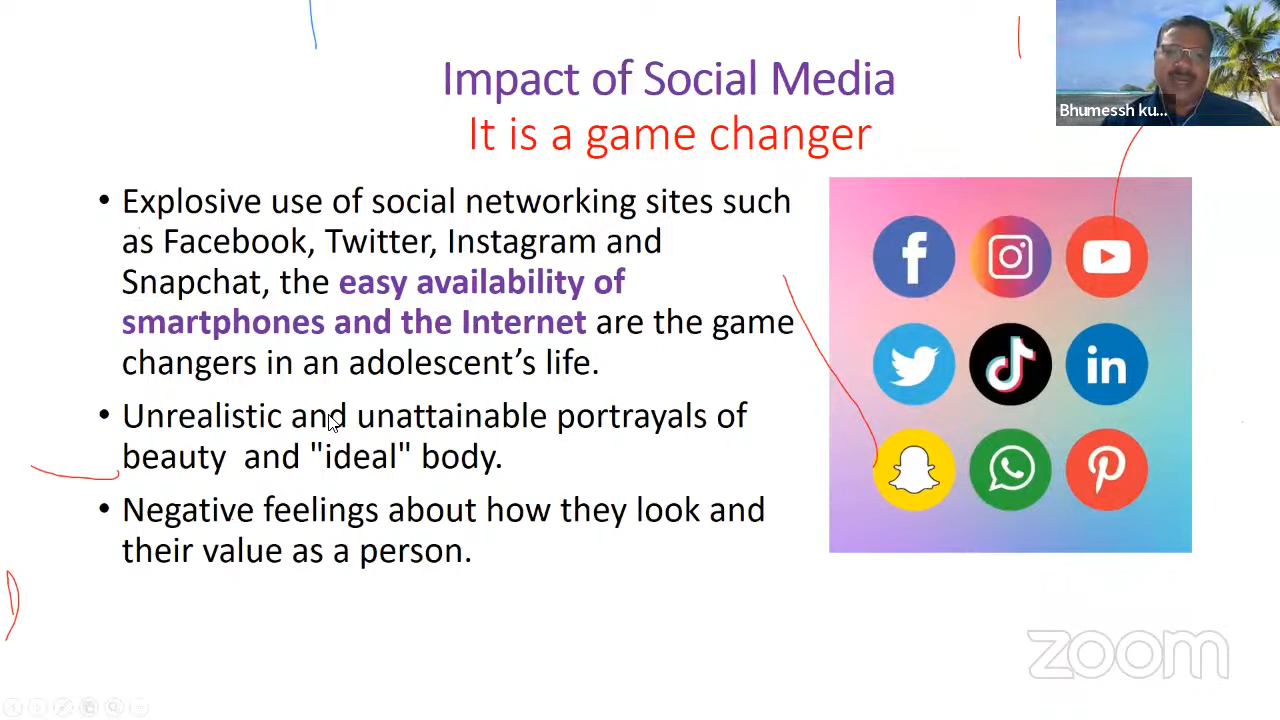 Impact of Social Media
It is a game changer
Bhumessh ku...
• Explosive use of social networking sites such
as Facebook, Twitter, Instagram and
Snapchat, the easy availability of
smartphones and the Internet are the game
changers in an adolescent’s life.
• Unrealistic and unattainable portrayals of
beauty  and "ideal" body.
• Negative feelings about how they look and
their value as a person.
f
in
zoom